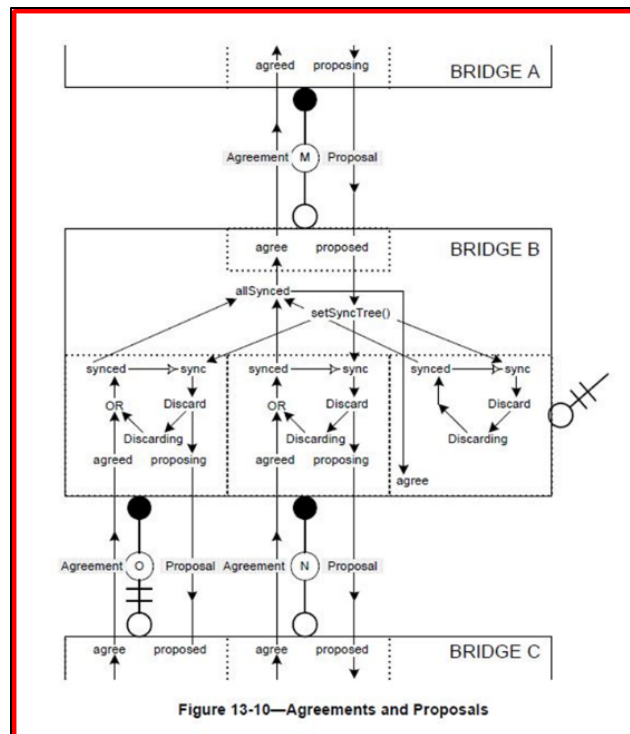 agreed proposing BRIDGE A
Agreement M Proposal
agree proposed BRIDGE B
allSynced
setSyncTree()
synced sync synced sync synced sync
OR Discard OR Discard Discard
Discarding Discarding Discarding
agreed proposing agreed proposing
agree
Agreement O Proposal Agreement N Proposal
agree proposed agree proposed BRIDGE C
Figure 13-10—Agreements and Proposals